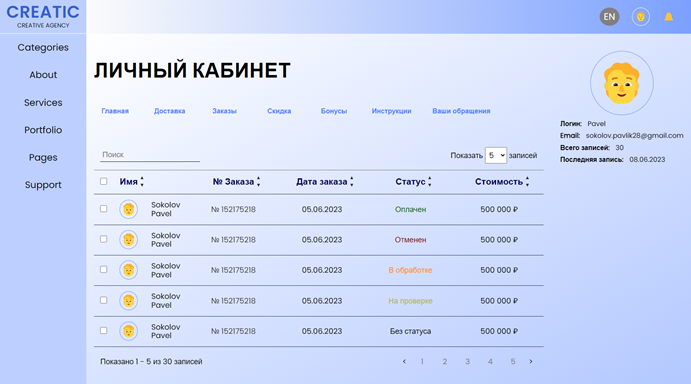 CREATIC
CREATIVE AGENCY
EN
Categories
About
Services
Portfolio
Pages
Support
ЛИЧНЫЙ КАБИНЕТ
Главная Доставка Заказы Скидка Бонусы Инструкции Ваши обращения
Логин: Pavel
Email: sokolov.pavlik28@gmail.com
Всего записей: 30
Последняя запись: 08.06.2023
Поиск Показать 5 записей
Имя № Заказа Дата заказа Статус Стоимость
Sokolov Pavel № 152175218 05.06.2023 Оплачен 500 000 ₽
Sokolov Pavel № 152175218 05.06.2023 Отменен 500 000 ₽
Sokolov Pavel № 152175218 05.06.2023 В обработке 500 000 ₽
Sokolov Pavel № 152175218 05.06.2023 На проверке 500 000 ₽
Sokolov Pavel № 152175218 05.06.2023 Без статуса 500 000 ₽
Показано 1 - 5 из 30 записей < 1 2 3 4 5 >